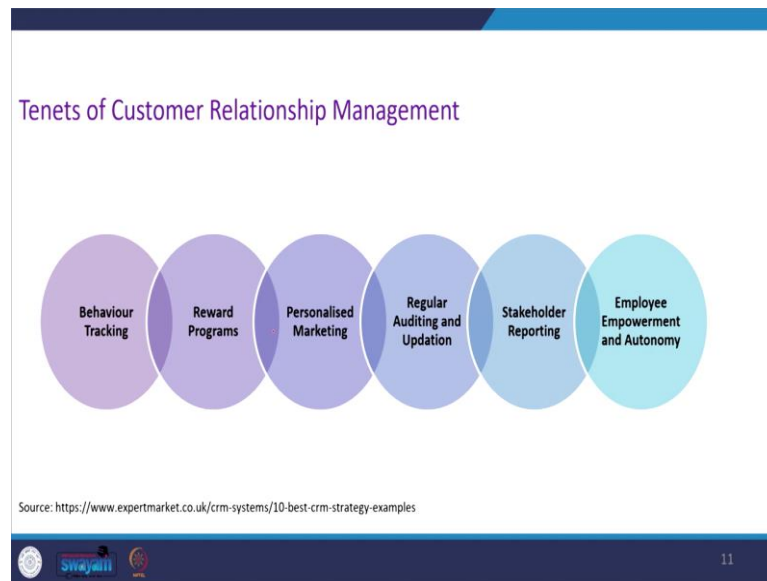 Tenets of Customer Relationship Management
Behaviour
Tracking
Reward
Programs
Personalised
Marketing
Regular
Auditing and
Updation
Stakeholder
Reporting
Employee
Empowerment
and Autonomy
Source: https://www.expertmarket.co.uk/crm-systems/10-best-crm-strategy-examples
swayam
11